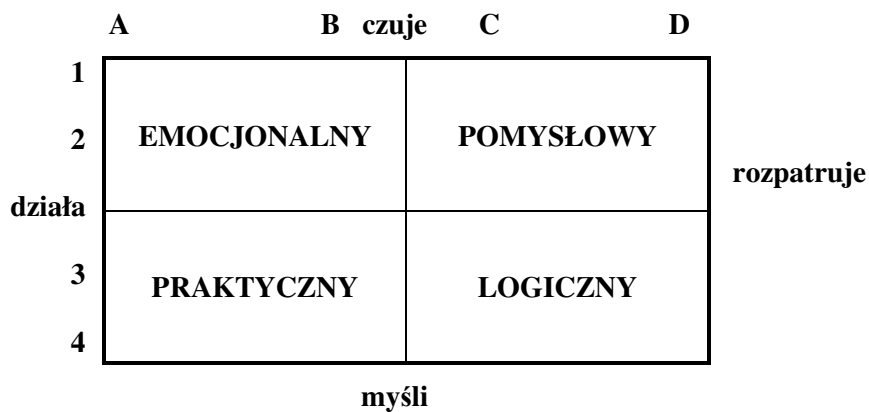 A B czuje C D
1
2 EMOCJONALNY POMYSŁOWY
rozpatruje
działa
3 PRAKTYCZNY LOGICZNY
4
myśli